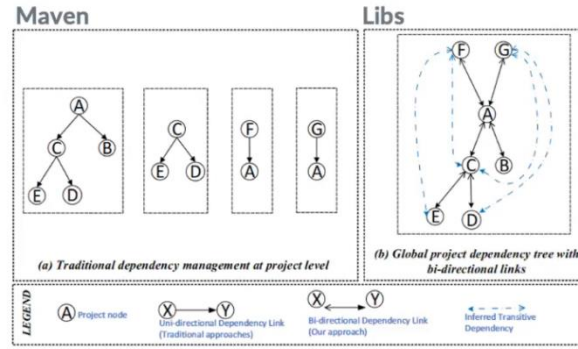 Maven
Libs
A
C
B
E
D
C
E
D
F
A
G
A
F
G
A
C
B
E
D
(a) Traditional dependency management at project level
(b) Global project dependency tree with
bi-directional links
LEGEND
A
Project node
X
Y
Uni-directional Dependency Link
(Traditional approaches)
X
Y
Bi-directional Dependency Link
(Our approach)
Inferred Transitive
Dependency